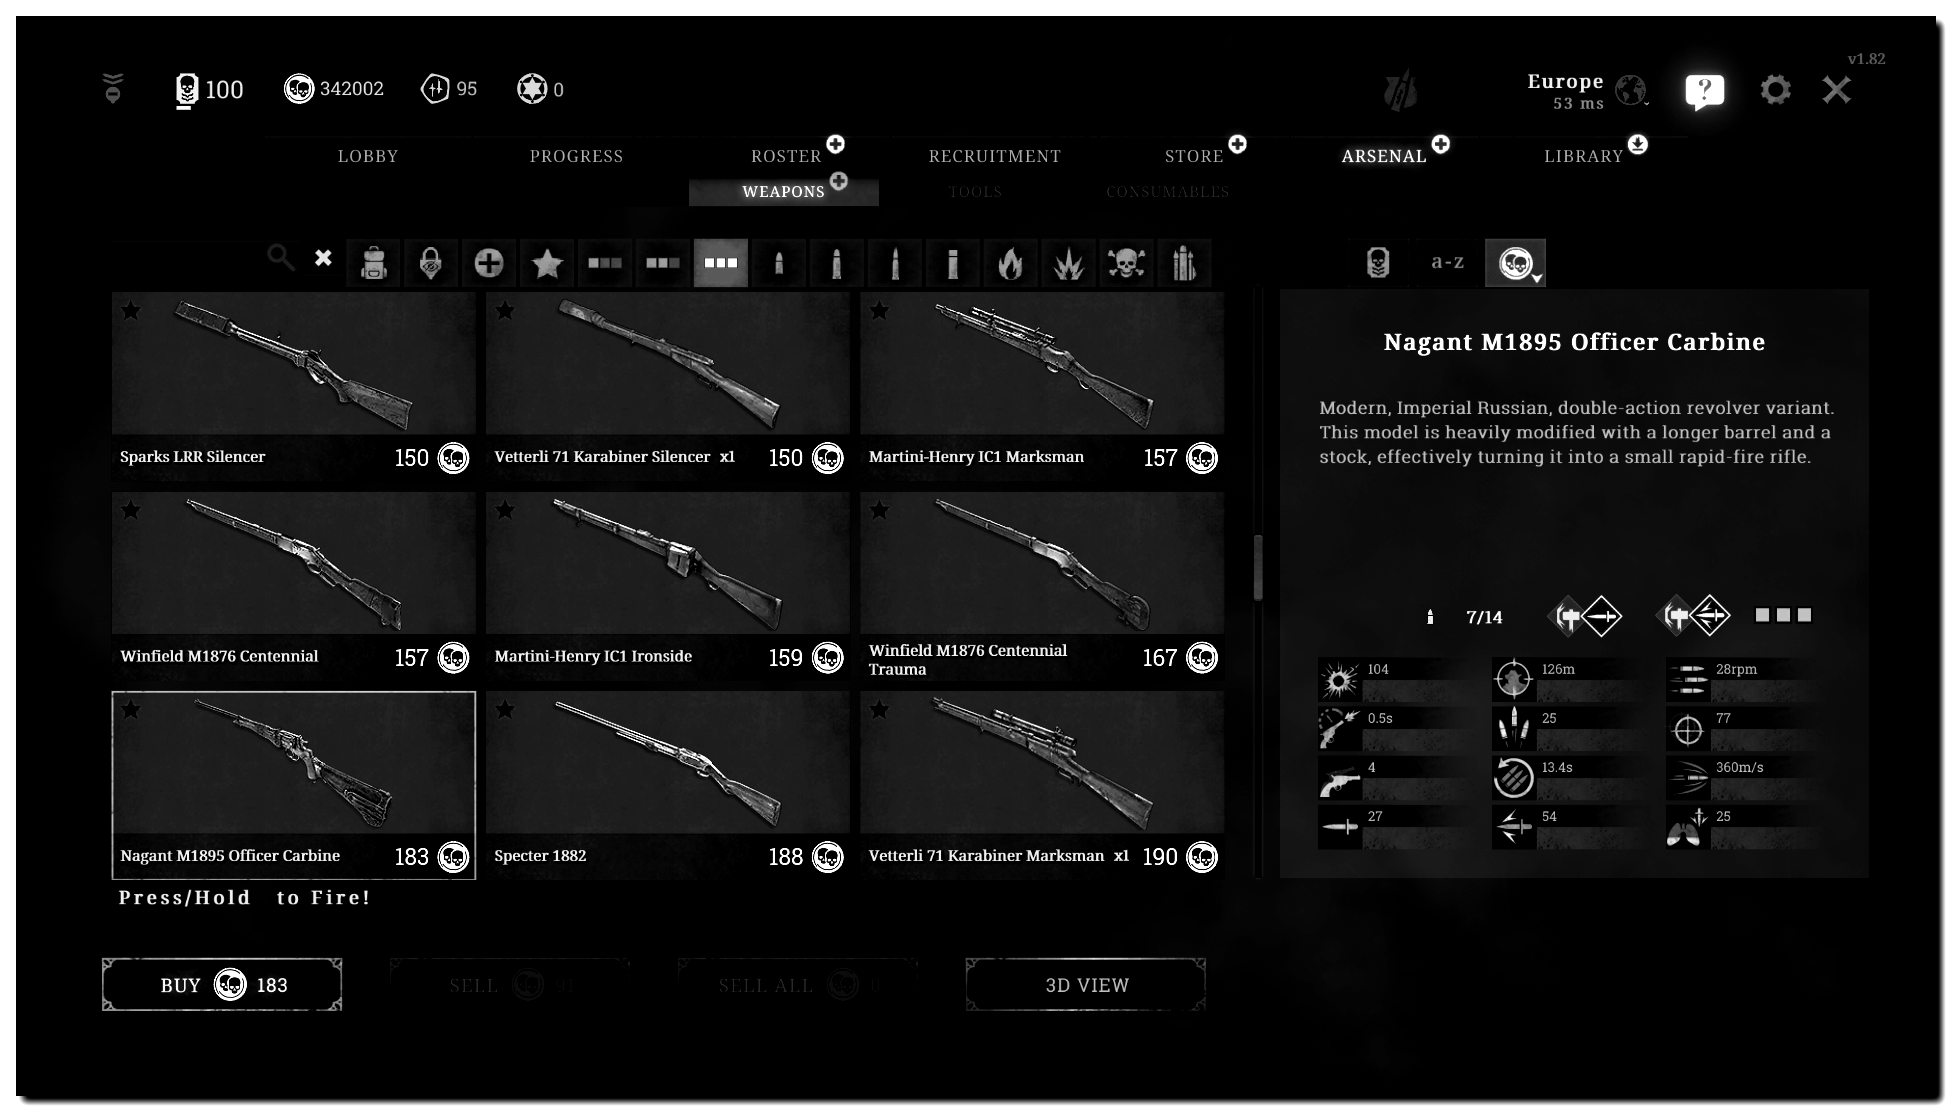 v1.82
100
342002
95
0
Europe
53 ms
?
LOBBY
PROGRESS
ROSTER
RECRUITMENT
STORE
ARSENAL
LIBRARY
WEAPONS
TOOLS
CONSUMABLES
a-z
Sparks LRR Silencer 150
Vetterli 71 Karabiner Silencer x1 150
Martini-Henry IC1 Marksman 157
Winfield M1876 Centennial 157
Martini-Henry IC1 Ironside 159
Winfield M1876 Centennial
Trauma 167
Nagant M1895 Officer Carbine 183
Specter 1882 188
Vetterli 71 Karabiner Marksman x1 190
Press/Hold to Fire!
BUY 183
SELL 91
SELL ALL 0
3D VIEW
Nagant M1895 Officer Carbine
Modern, Imperial Russian, double-action revolver variant.
This model is heavily modified with a longer barrel and a
stock, effectively turning it into a small rapid-fire rifle.
7/14
104
126m
28rpm
0.5s
25
77
4
13.4s
360m/s
27
54
25